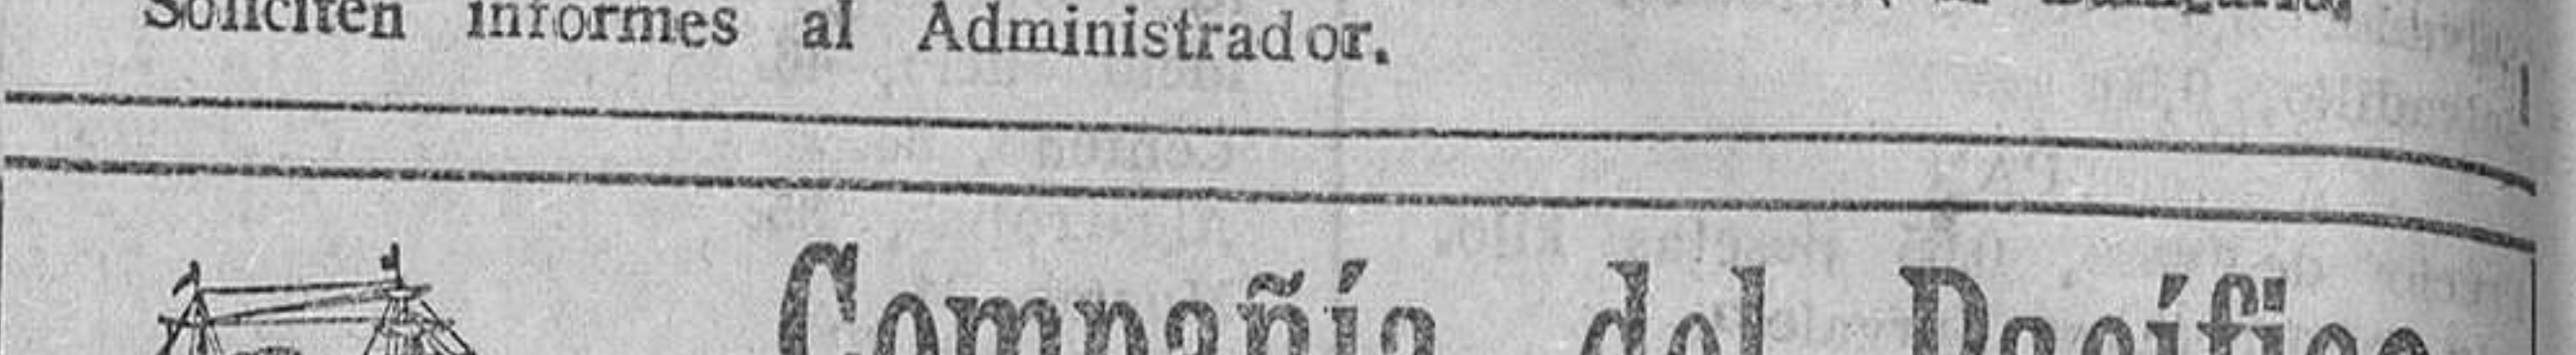 Soliciten informes al Administrador.
Compañía del Pacífico